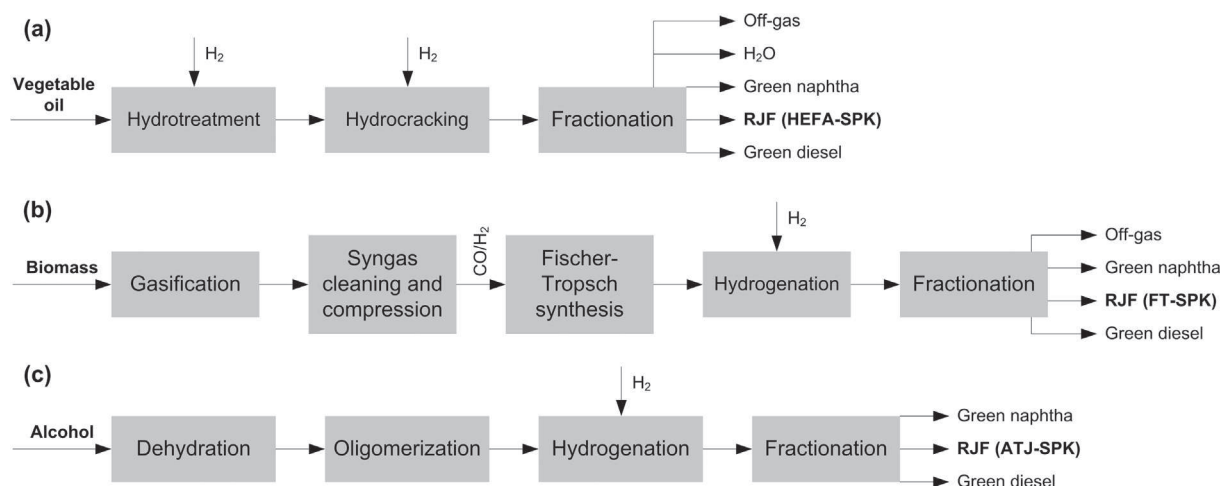 (a)
H2
H2
Vegetable
oil
Hydrotreatment
Hydrocracking
Fractionation
Off-gas
H2O
Green naphtha
RJF (HEFA-SPK)
Green diesel
(b)
Biomass
Gasification
Syngas
cleaning and
compression
CO/H2
Fischer-
Tropsch
synthesis
H2
Hydrogenation
Fractionation
Off-gas
Green naphtha
RJF (FT-SPK)
Green diesel
(c)
Alcohol
Dehydration
Oligomerization
H2
Hydrogenation
Fractionation
Green naphtha
RJF (ATJ-SPK)
Green diesel